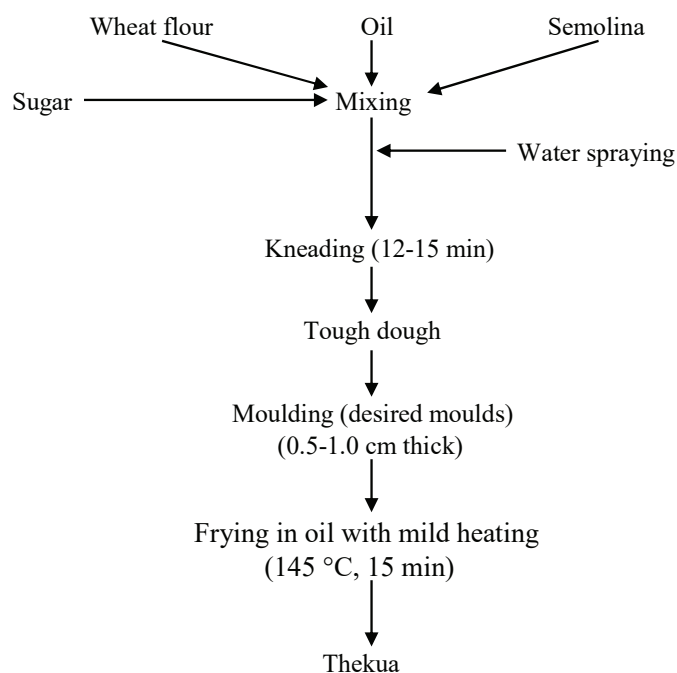 Wheat flour
Oil
Semolina
Sugar
Mixing
Water spraying
Kneading (12-15 min)
Tough dough
Moulding (desired moulds)
(0.5-1.0 cm thick)
Frying in oil with mild heating
(145 °C, 15 min)
Thekua